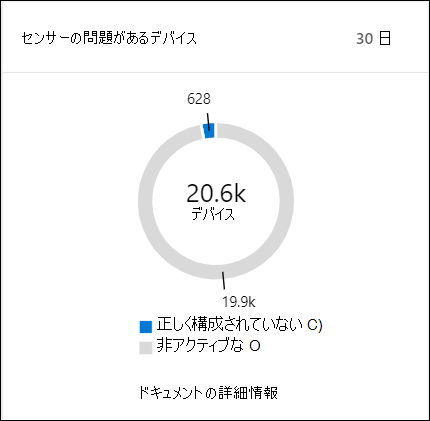 センサーの問題があるデバイス 30 日
628
20.6k
デバイス
19.9k
正しく構成されていない C)
非アクティブな O
ドキュメントの詳細情報